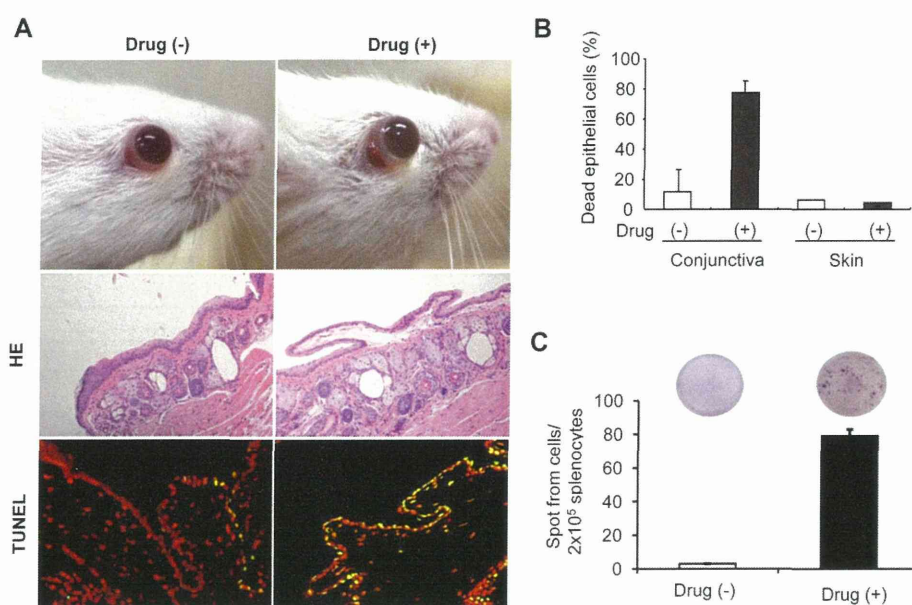 A
Drug (-)
Drug (+)
HE
TUNEL
B
Dead epithelial cells (%)
100
80
60
40
20
0
Drug
(-)
(+)
(-)
(+)
Conjunctiva
Skin
C
Spot from cells/
2x10⁵ splenocytes
100
80
60
40
20
0
Drug (-)
Drug (+)